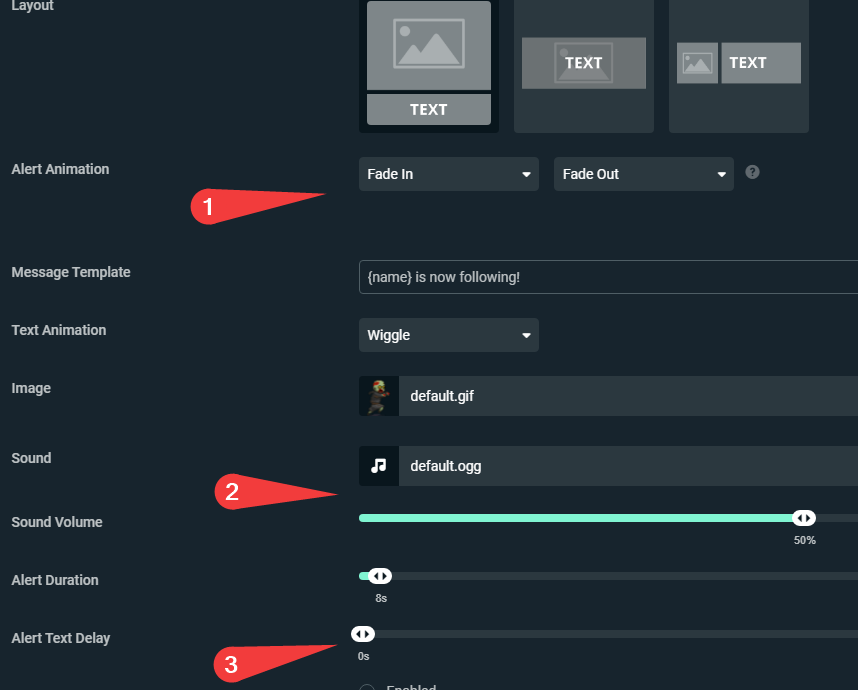 Layout
TEXT
TEXT
TEXT
Alert Animation
Fade In
Fade Out
?
1
Message Template
{name} is now following!
Text Animation
Wiggle
Image
default.gif
Sound
default.ogg
2
Sound Volume
50%
Alert Duration
8s
Alert Text Delay
0s
3
Enabled